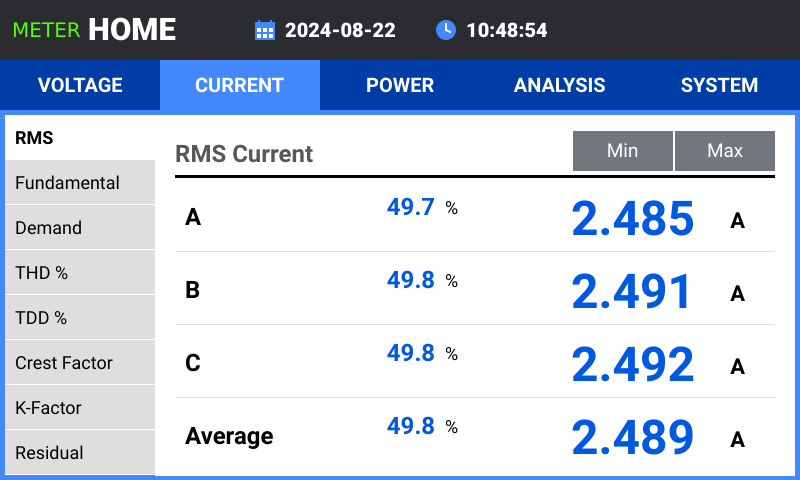 METER HOME 2024-08-22 10:48:54
VOLTAGE CURRENT POWER ANALYSIS SYSTEM
RMS
Fundamental
Demand
THD %
TDD %
Crest Factor
K-Factor
Residual
RMS Current Min Max
A 49.7 % 2.485 A
B 49.8 % 2.491 A
C 49.8 % 2.492 A
Average 49.8 % 2.489 A